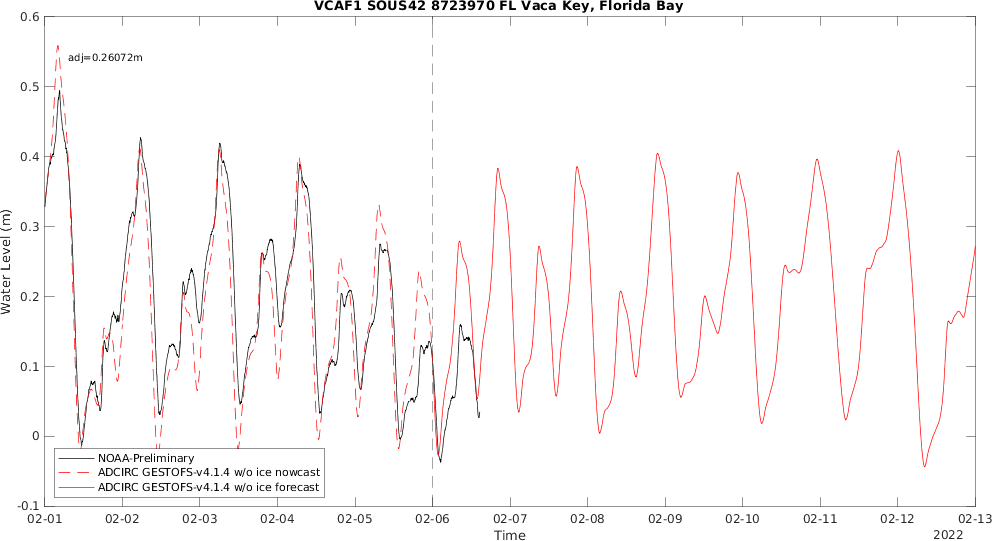 VCAF1 SOUS42 8723970 FL Vaca Key, Florida Bay
0.6
adj=0.26072m
0.5
0.4
0.3
0.2
0.1
0
-0.1
Water Level (m)
NOAA-Preliminary
ADCIRC GESTOFS-v4.1.4 w/o ice nowcast
ADCIRC GESTOFS-v4.1.4 w/o ice forecast
02-01 02-02 02-03 02-04 02-05 02-06 02-07 02-08 02-09 02-10 02-11 02-12 02-13
Time
2022